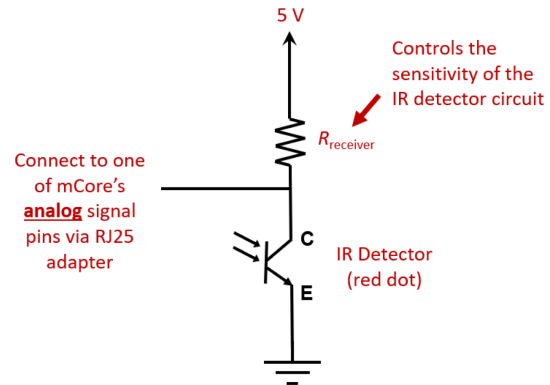 5 V
Controls the
sensitivity of the
IR detector circuit
Rreceiver
Connect to one
of mCore's
analog signal
pins via RJ25
adapter
C
IR Detector
(red dot)
E